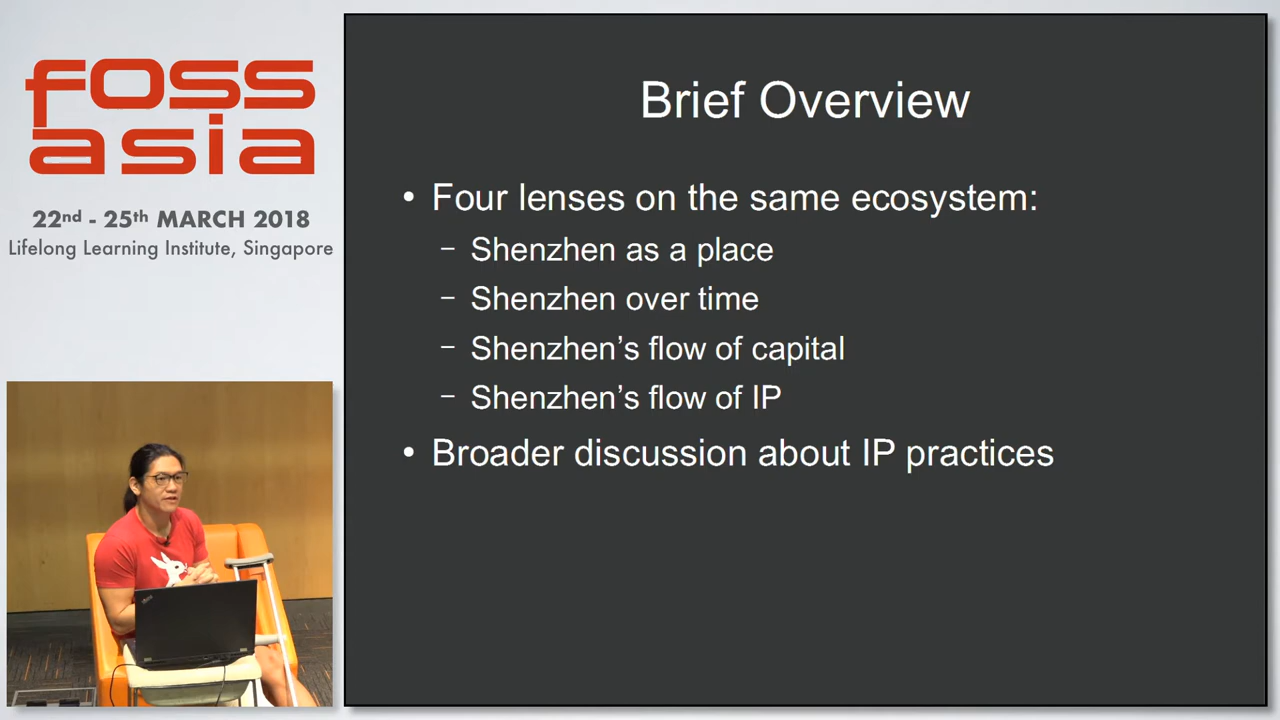 foss
asia
22nd - 25th MARCH 2018
Lifelong Learning Institute, Singapore
Brief Overview
• Four lenses on the same ecosystem:
– Shenzhen as a place
– Shenzhen over time
– Shenzhen’s flow of capital
– Shenzhen’s flow of IP
• Broader discussion about IP practices